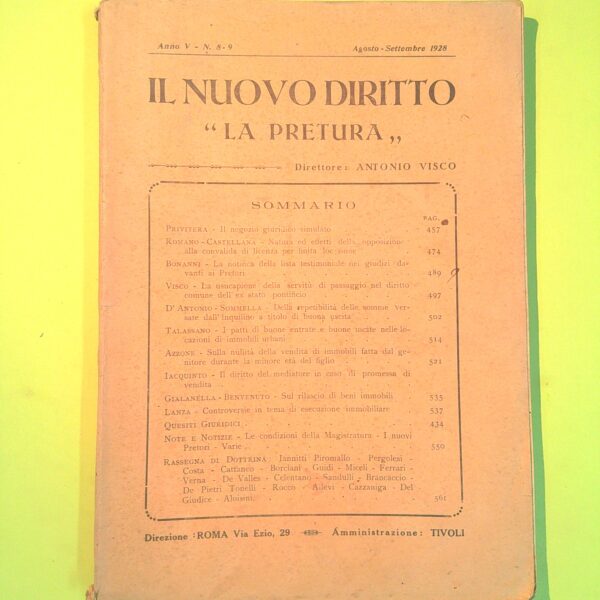 Anno V - N. 8-9 Agosto-Settembre 1928
IL NUOVO DIRITTO
“ LA PRETURA „
Direttore: ANTONIO VISCO
SOMMARIO
PAG.
PRIVITERA - Il negozio giuridico simulato 457
ROMANO-CASTELLANA - Natura ed effetti della opposizione
alla convalida di licenza per finita locazione 474
BONANNI - La notifica della lista testimoniale nei giudizi da-
vanti ai Pretori 489
VISCO - La usucapione della servitù di passaggio nel diritto
comune dell'ex stato pontificio 497
D'ANTONIO-SOMMELLA - Della repetibilità delle somme ver-
sate dall'inquilino a titolo di buona uscita 502
TALASSANO - I patti di buone entrate e buone uscite nelle lo-
cazioni di immobili urbani 514
AZZONE - Sulla nullità della vendita di immobili fatta dal ge-
nitore durante la minore età del figlio 521
IACQUINTO - Il diritto del mediatore in caso di promessa di
vendita
GIALANELLA-BENVENUTO - Sul rilascio di beni immobili 535
LANZA - Controversie in tema di esecuzione immobiliare 537
QUESITI GIURIDICI 434
NOTE E NOTIZIE - Le condizioni della Magistratura - I nuovi
Pretori - Varie 550
RASSEGNA DI DOTTRINA: Jannitti Piromallo - Pergolesi -
Costa - Cattaneo - Borciani - Guidi - Miceli - Ferrari -
Verna - De Valles - Celentano - Sandulli - Brancaccio -
De Pietri Tonelli - Rocco - Ailevi - Cazzaniga - Del
Giudice - Aloisini. 561
Direzione : ROMA Via Ezio, 29 Amministrazione: TIVOLI